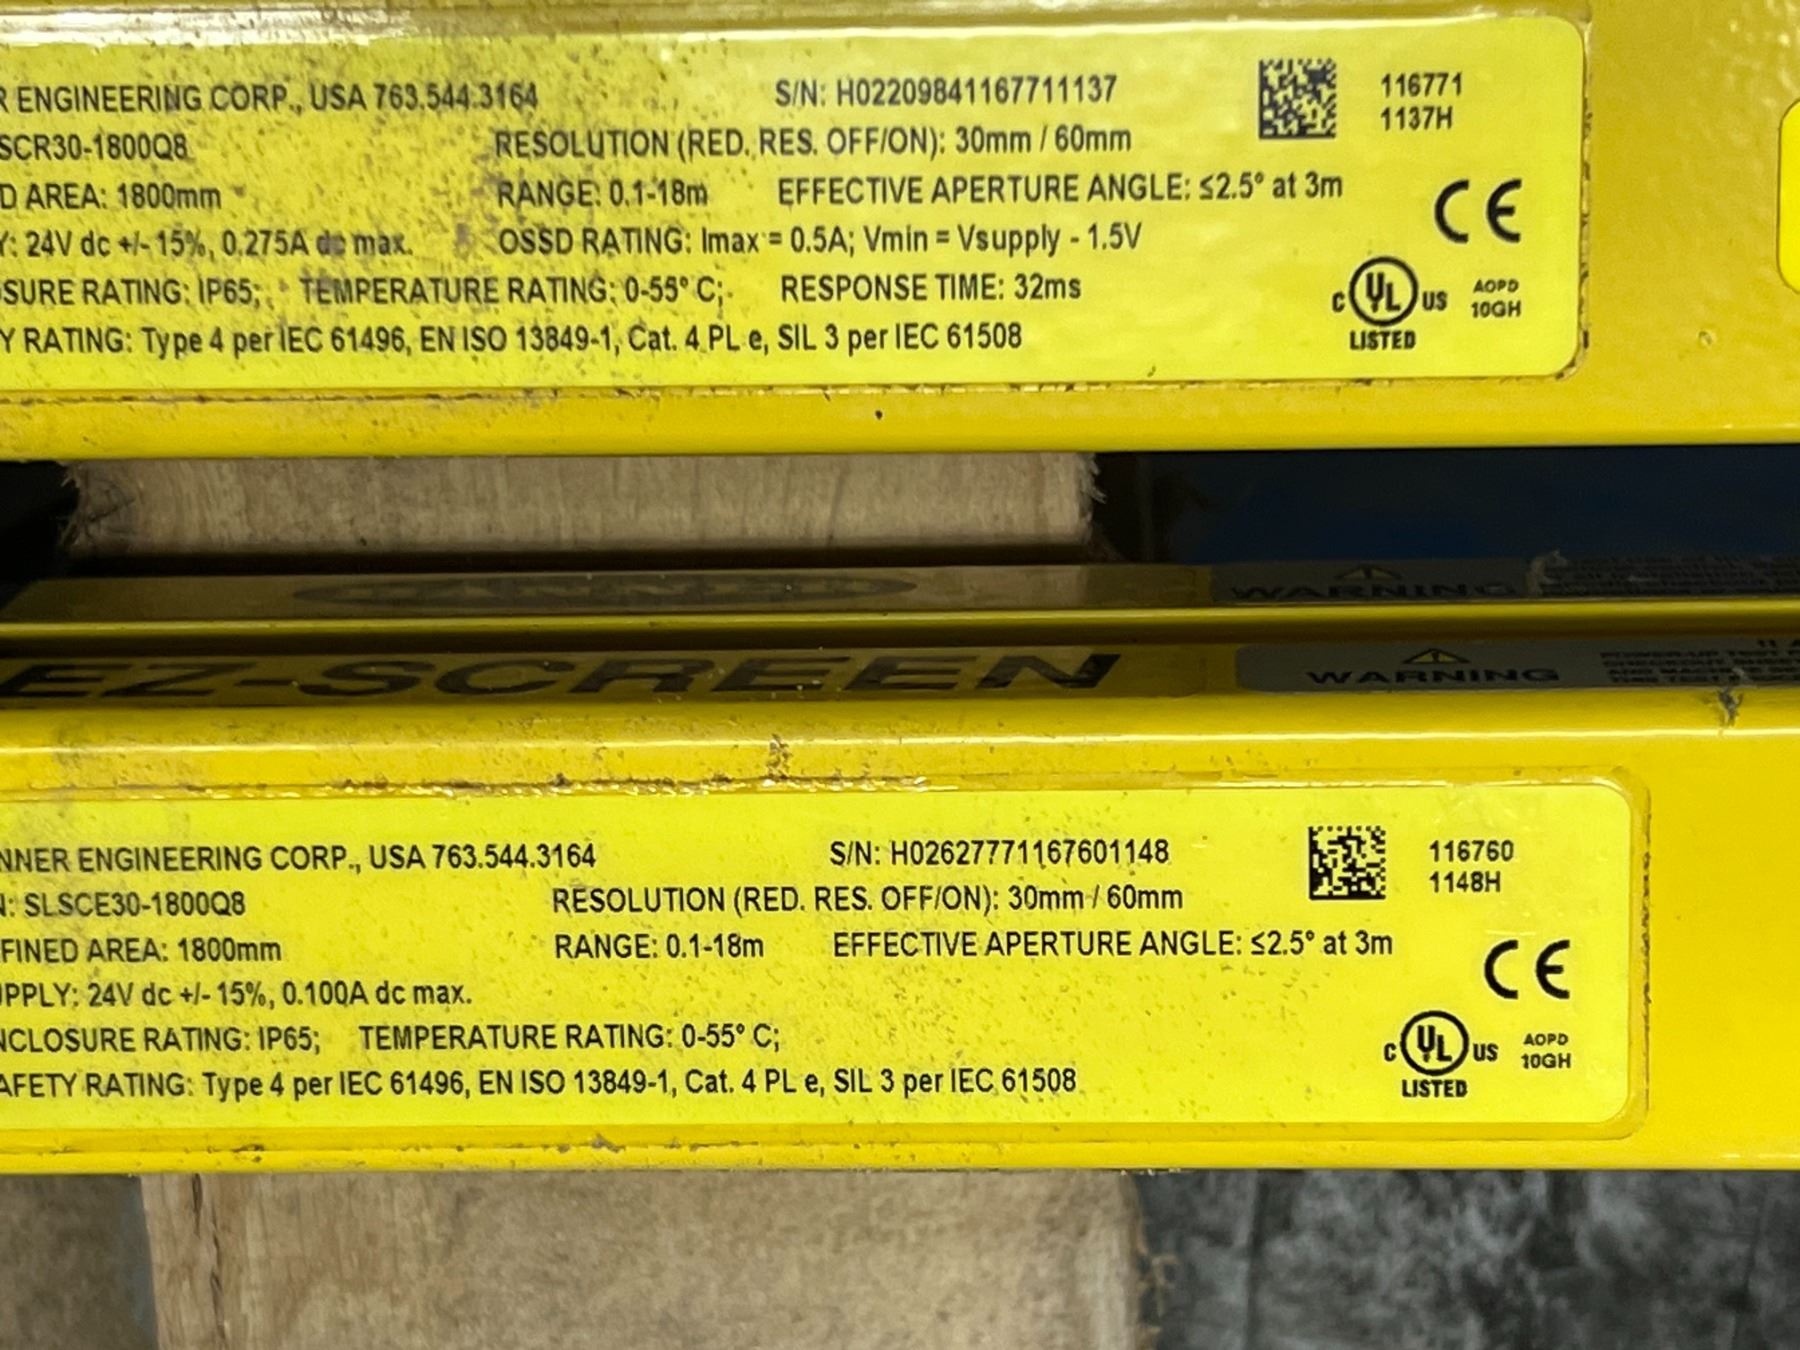 R ENGINEERING CORP., USA 763.544.3164 S/N: H02209841167711137 116771
1137H
SCR30-1800Q8 RESOLUTION (RED. RES. OFF/ON): 30mm / 60mm
D AREA: 1800mm RANGE: 0.1-18m EFFECTIVE APERTURE ANGLE: ≤2.5° at 3m
CE
Y: 24V dc +/- 15%, 0.275A dc max. OSSD RATING: Imax = 0.5A; Vmin = Vsupply - 1.5V
SURE RATING: IP65; TEMPERATURE RATING: 0-55° C; RESPONSE TIME: 32ms
C UL US AOPD
10GH
LISTED
Y RATING: Type 4 per IEC 61496, EN ISO 13849-1, Cat. 4 PL e, SIL 3 per IEC 61508
WARNING
EZ-SCREEN WARNING
NNER ENGINEERING CORP., USA 763.544.3164 S/N: H02627771167601148 116760
1148H
N: SLSCE30-1800Q8 RESOLUTION (RED. RES. OFF/ON): 30mm / 60mm
FINED AREA: 1800mm RANGE: 0.1-18m EFFECTIVE APERTURE ANGLE: ≤2.5° at 3m
CE
PPLY: 24V dc +/- 15%, 0.100A dc max.
NCLOSURE RATING: IP65; TEMPERATURE RATING: 0-55° C;
C UL US AOPD
10GH
LISTED
AFETY RATING: Type 4 per IEC 61496, EN ISO 13849-1, Cat. 4 PL e, SIL 3 per IEC 61508